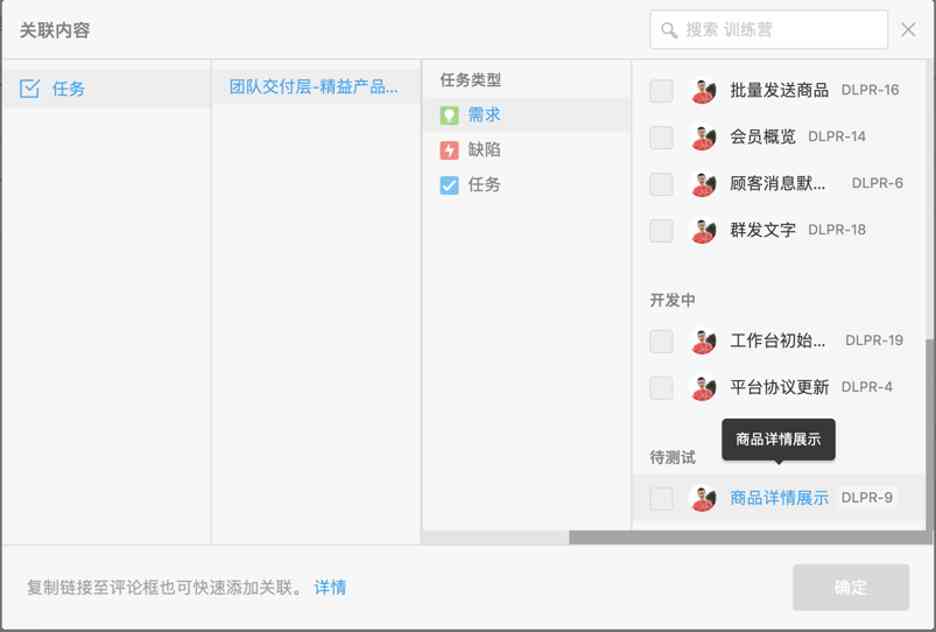 关联内容
搜索 训练营
任务
团队交付层-精益产品...
任务类型
需求
缺陷
任务
批量发送商品 DLPR-16
会员概览 DLPR-14
顾客消息默... DLPR-6
群发文字 DLPR-18
开发中
工作台初始... DLPR-19
平台协议更新 DLPR-4
商品详情展示
待测试
商品详情展示 DLPR-9
复制链接至评论框也可快速添加关联。 详情
确定